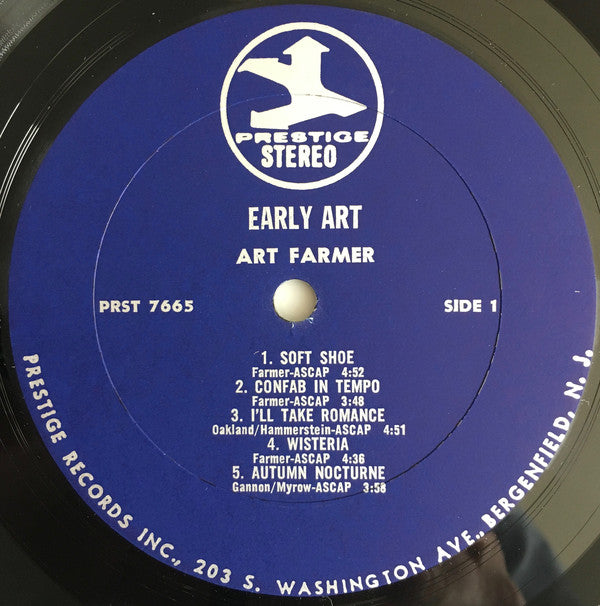 PRESTIGE
STEREO
EARLY ART
ART FARMER
PRST 7665
SIDE 1
1. SOFT SHOE
Farmer-ASCAP 4:52
2. CONFAB IN TEMPO
Farmer-ASCAP 3:48
3. I'LL TAKE ROMANCE
Oakland/Hammerstein-ASCAP 4:51
4. WISTERIA
Farmer-ASCAP 4:36
5. AUTUMN NOCTURNE
Gannon/Myrow-ASCAP 3:58
PRESTIGE RECORDS INC., 203 S. WASHINGTON AVE., BERGENFIELD, N. J.